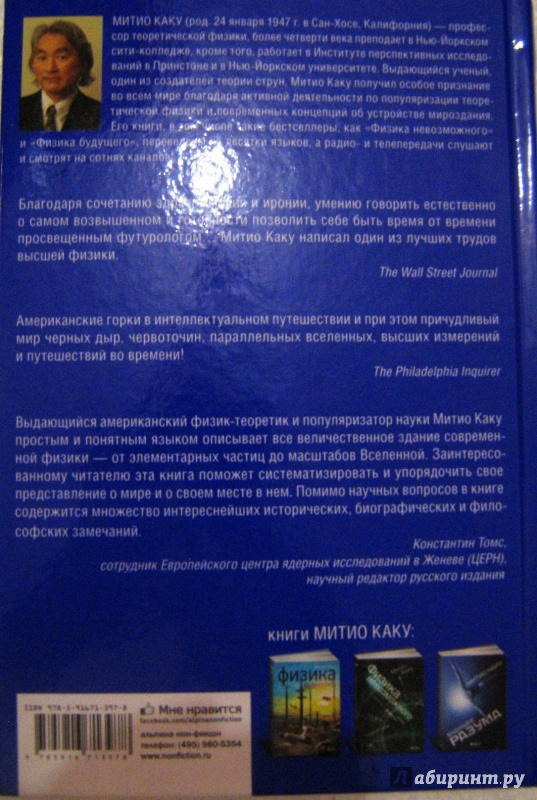 МИТИО КАКУ (род. 24 января 1947 г. в Сан-Хосе, Калифорния) — профес-
сор теоретической физики, более четверти века преподает в Нью-Йоркском
сити-колледже, кроме того, работает в Институте перспективных исследо-
ваний в Принстоне и в Нью-Йоркском университете. Выдающийся ученый,
один из создателей теории струн, Митио Каку получил особое признание
во всем мире благодаря активной деятельности по популяризации теоре-
тической физики и современных концепций об устройстве мироздания.
Его книги, в том числе такие бестселлеры, как «Физика невозможного»
и «Физика будущего», десятки языков, а радио- и телепередачи слушают
и смотрят на сотнях каналов
Благодаря сочетанию и иронии, умению говорить естественно
о самом возвышенном и готовности позволить себе быть время от времени
просвещенным футурологом... Митио Каку написал один из лучших трудов
высшей физики.
The Wall Street Journal
Американские горки в интеллектуальном путешествии и при этом причудливый
мир черных дыр, червоточин, параллельных вселенных, высших измерений
и путешествий во времени!
The Philadelphia Inquirer
Выдающийся американский физик-теоретик и популяризатор науки Митио Каку
простым и понятным языком описывает все величественное здание современ-
ной физики — от элементарных частиц до масштабов Вселенной. Заинтересо-
ванному читателю эта книга поможет систематизировать и упорядочить свое
представление о мире и о своем месте в нем. Помимо научных вопросов в книге
содержится множество интереснейших исторических, биографических и фило-
софских замечаний.
Константин Томс,
сотрудник Европейского центра ядерных исследований в Женеве (ЦЕРН),
научный редактор русского издания
книги МИТИО КАКУ:
физика
Физика
РАЗУМА
ISBN 978-5-91671-397-8
Мне нравится
facebook.com/alpinanonfiction
альпина нон-фикшн
телефон: (495) 980-5354
www.nonfiction.ru
Лабиринт.ру